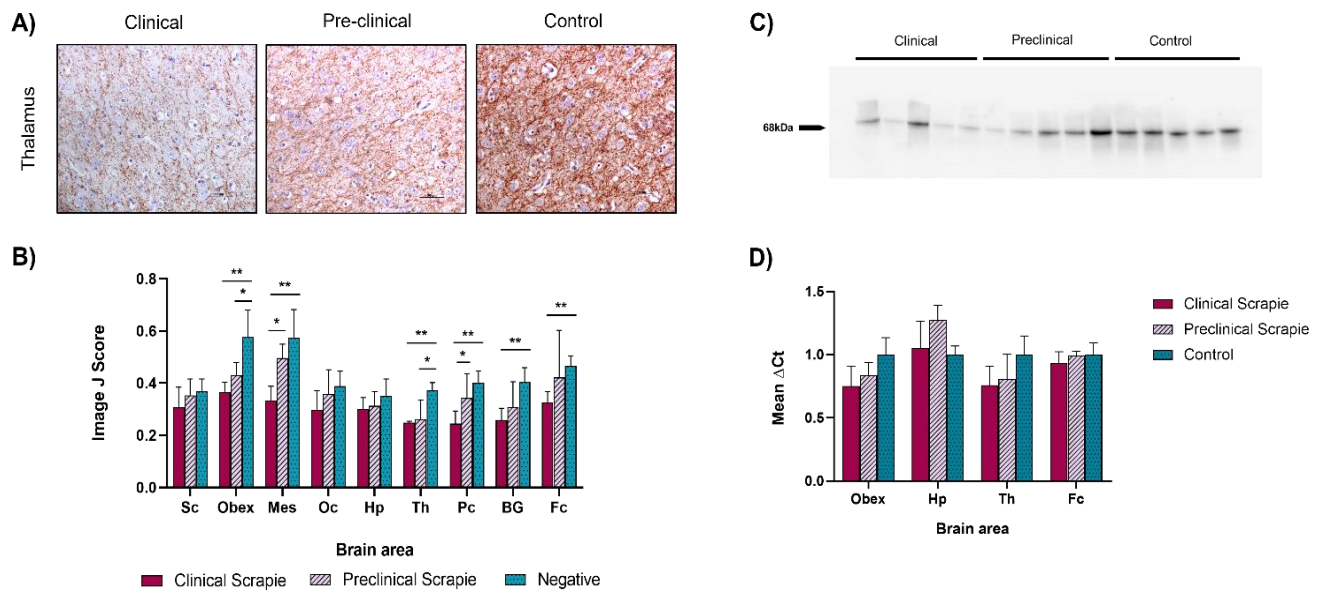 A)
Clinical
Pre-clinical
Control
Thalamus
B)
Image J Score
0.8
0.6
0.4
0.2
0.0
**
*
**
*
**
*
**
*
**
**
Sc Obex Mes Oc Hp Th Pc BG Fc
Brain area
Clinical Scrapie Preclinical Scrapie Negative
C)
Clinical Preclinical Control
68kDa
D)
Mean ΔCt
1.5
1.0
0.5
0.0
Obex Hp Th Fc
Brain area
Clinical Scrapie
Preclinical Scrapie
Control